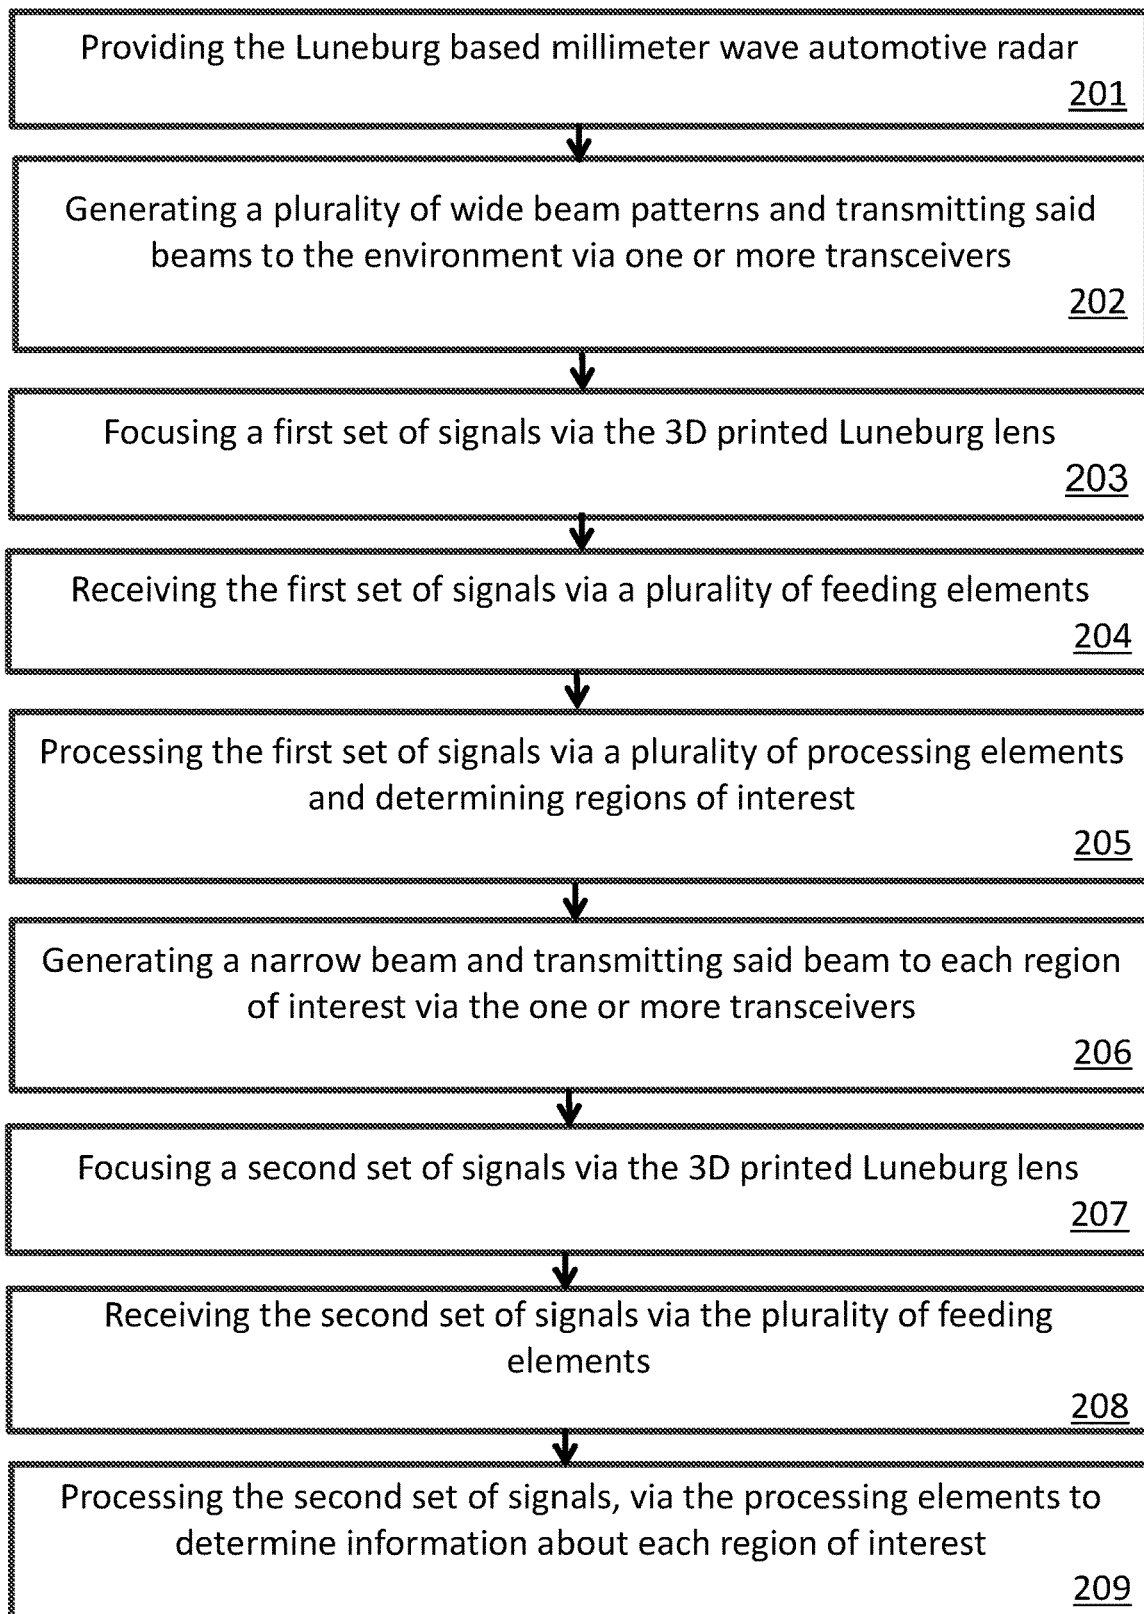 Providing the Luneburg based millimeter wave automotive radar
201
Generating a plurality of wide beam patterns and transmitting said
beams to the environment via one or more transceivers
202
Focusing a first set of signals via the 3D printed Luneburg lens
203
Receiving the first set of signals via a plurality of feeding elements
204
Processing the first set of signals via a plurality of processing elements
and determining regions of interest
205
Generating a narrow beam and transmitting said beam to each region
of interest via the one or more transceivers
206
Focusing a second set of signals via the 3D printed Luneburg lens
207
Receiving the second set of signals via the plurality of feeding
elements
208
Processing the second set of signals, via the processing elements to
determine information about each region of interest
209